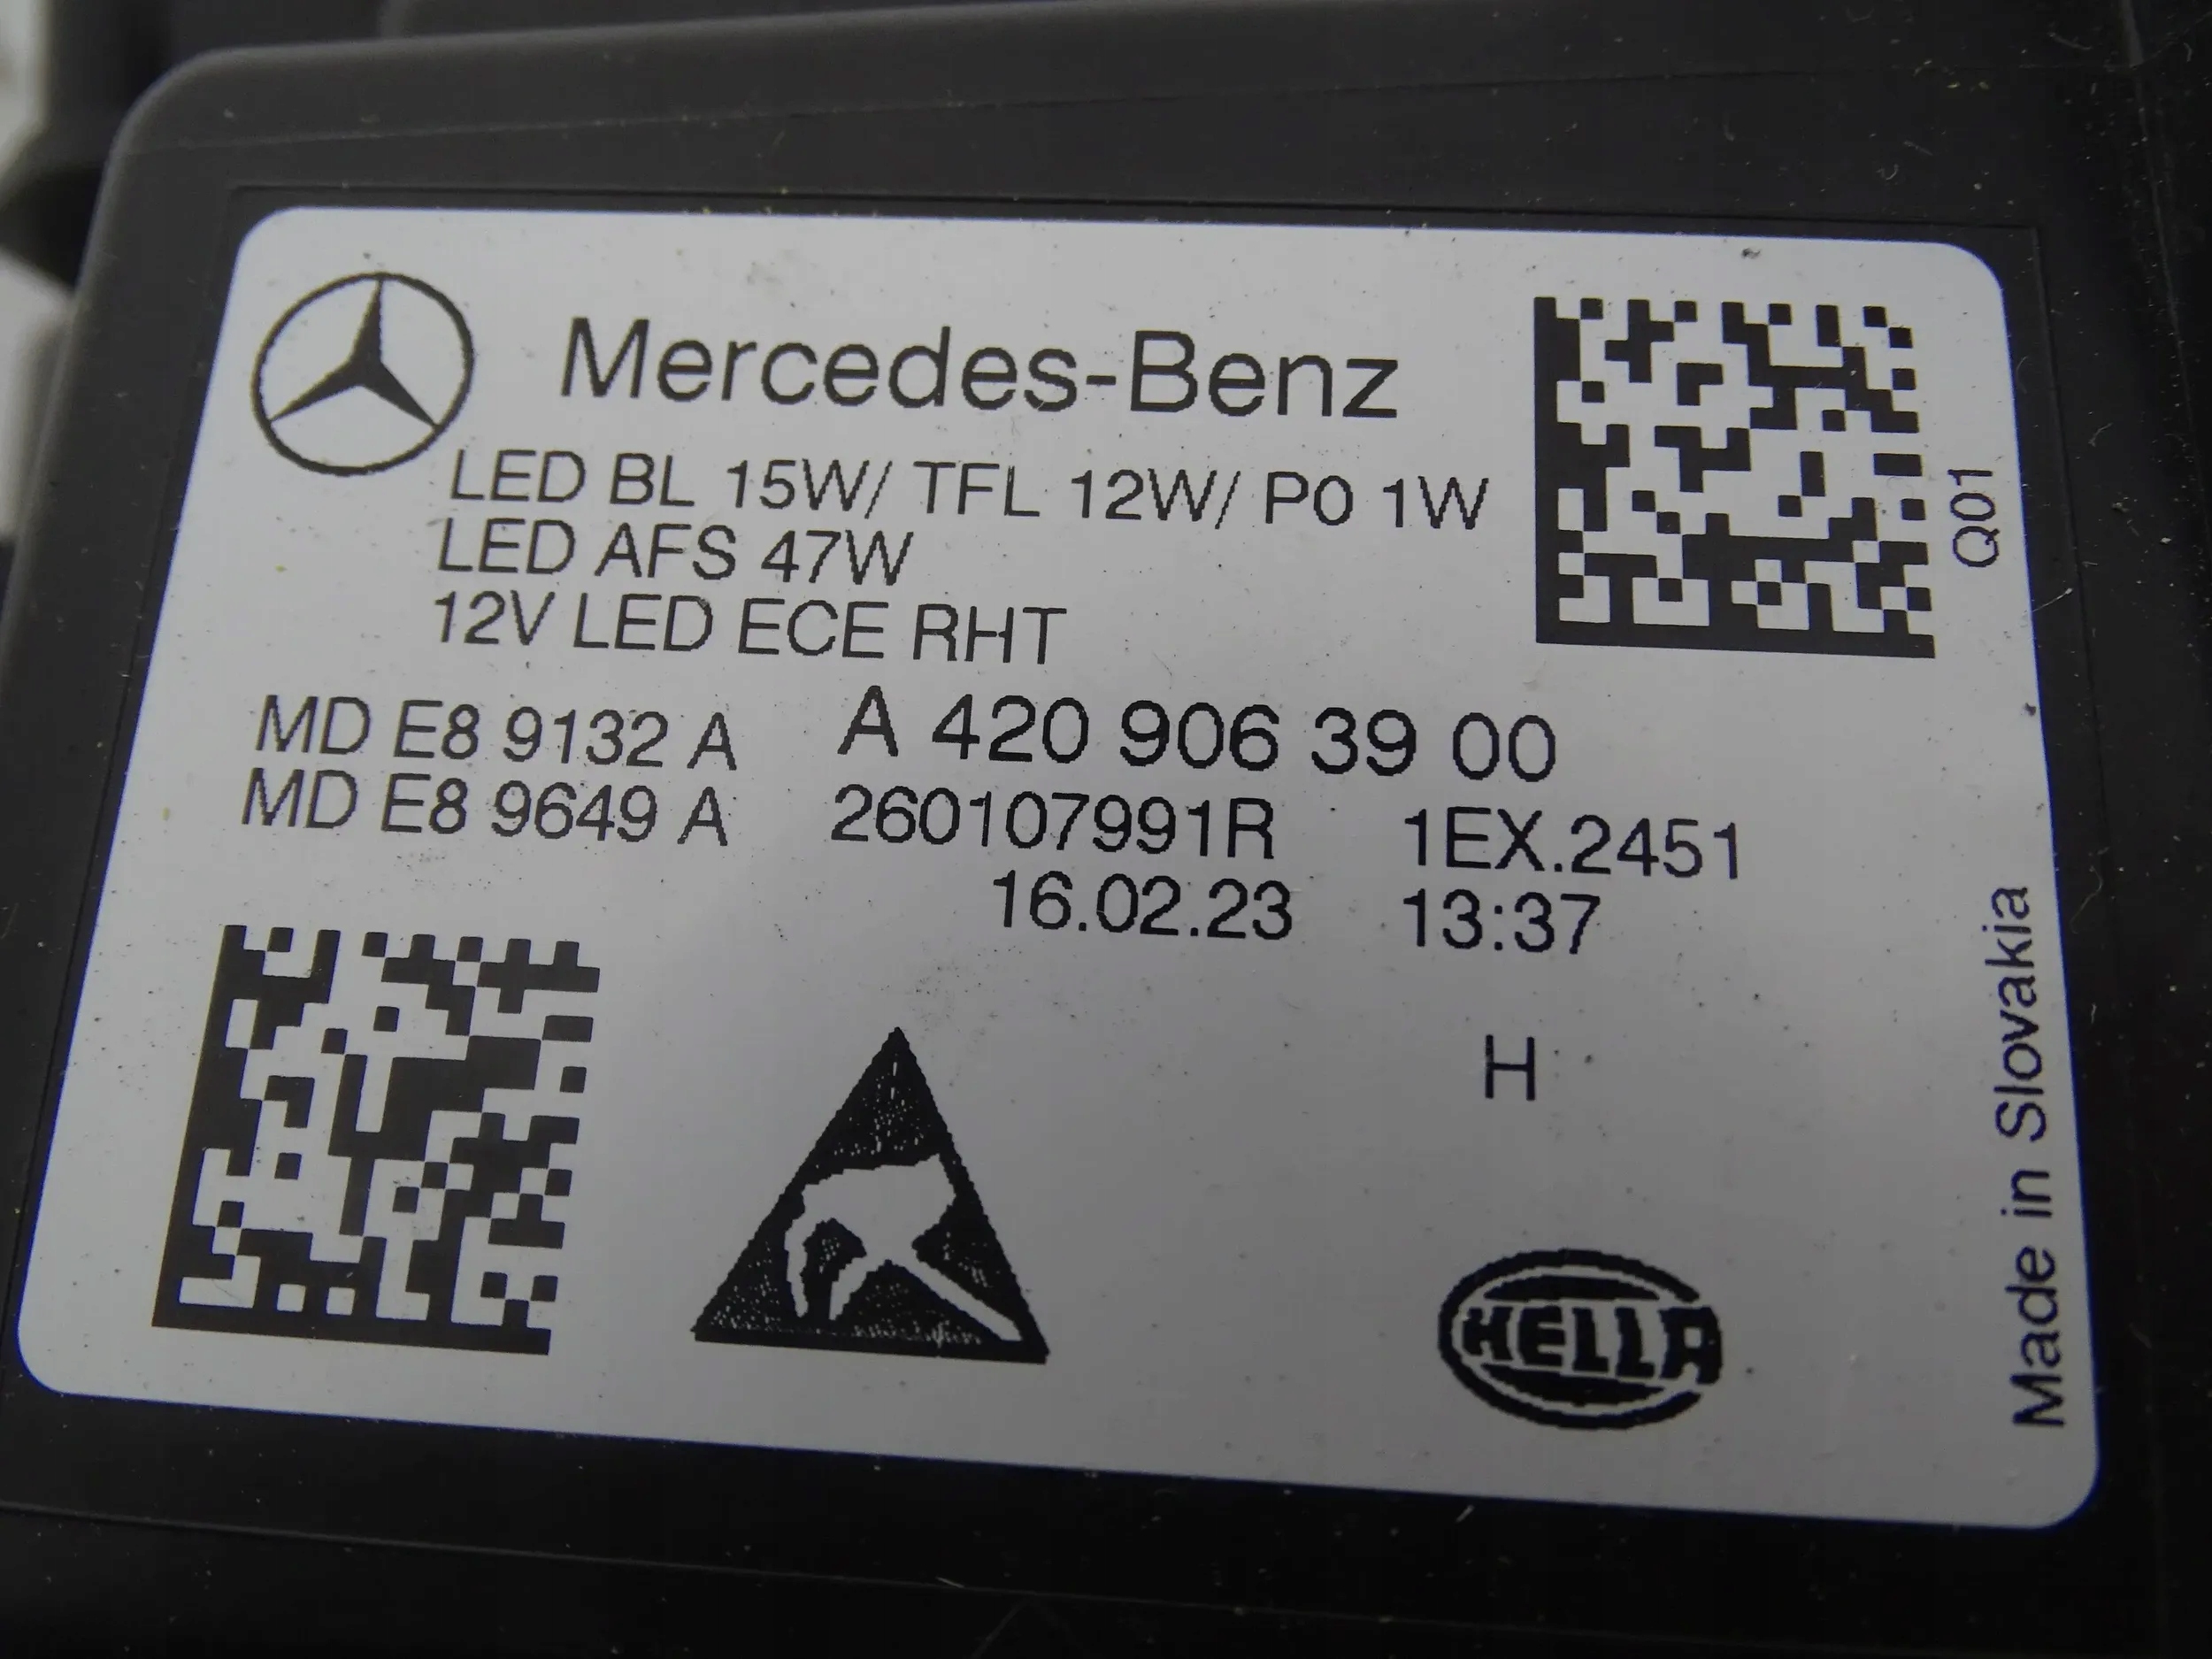 Mercedes-Benz
LED BL 15W/ TFL 12W/ PO 1W
LED AFS 47W
12V LED ECE RHT
Q01
MD E8 9132 A A 420 906 39 00
MD E8 9649 A 260107991R 1EX.2451
16.02.23 13:37
H
HELLA
Made in Slovakia